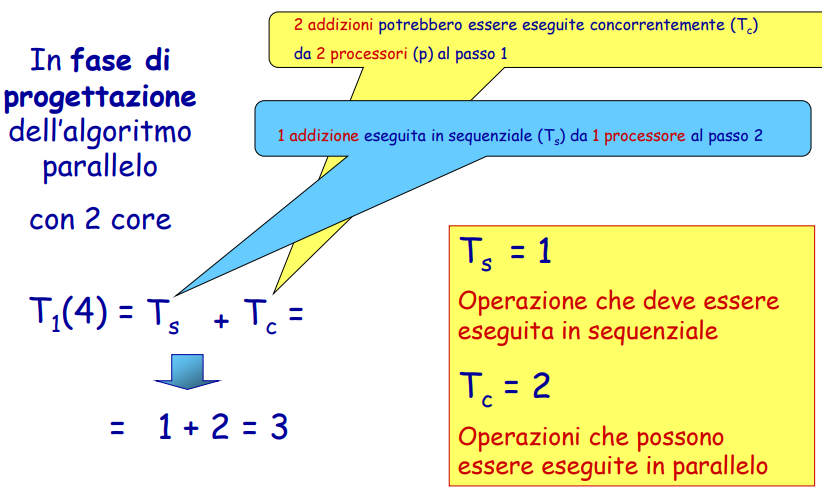 In fase di
progettazione
dell'algoritmo
parallelo
con 2 core
2 addizioni potrebbero essere eseguite concorrentemente (Tc)
da 2 processori (p) al passo 1
1 addizione eseguita in sequenziale (Ts) da 1 processore al passo 2
T1(4) = Ts + Tc =
= 1 + 2 = 3
Ts = 1
Operazione che deve essere
eseguita in sequenziale
Tc = 2
Operazioni che possono
essere eseguite in parallelo